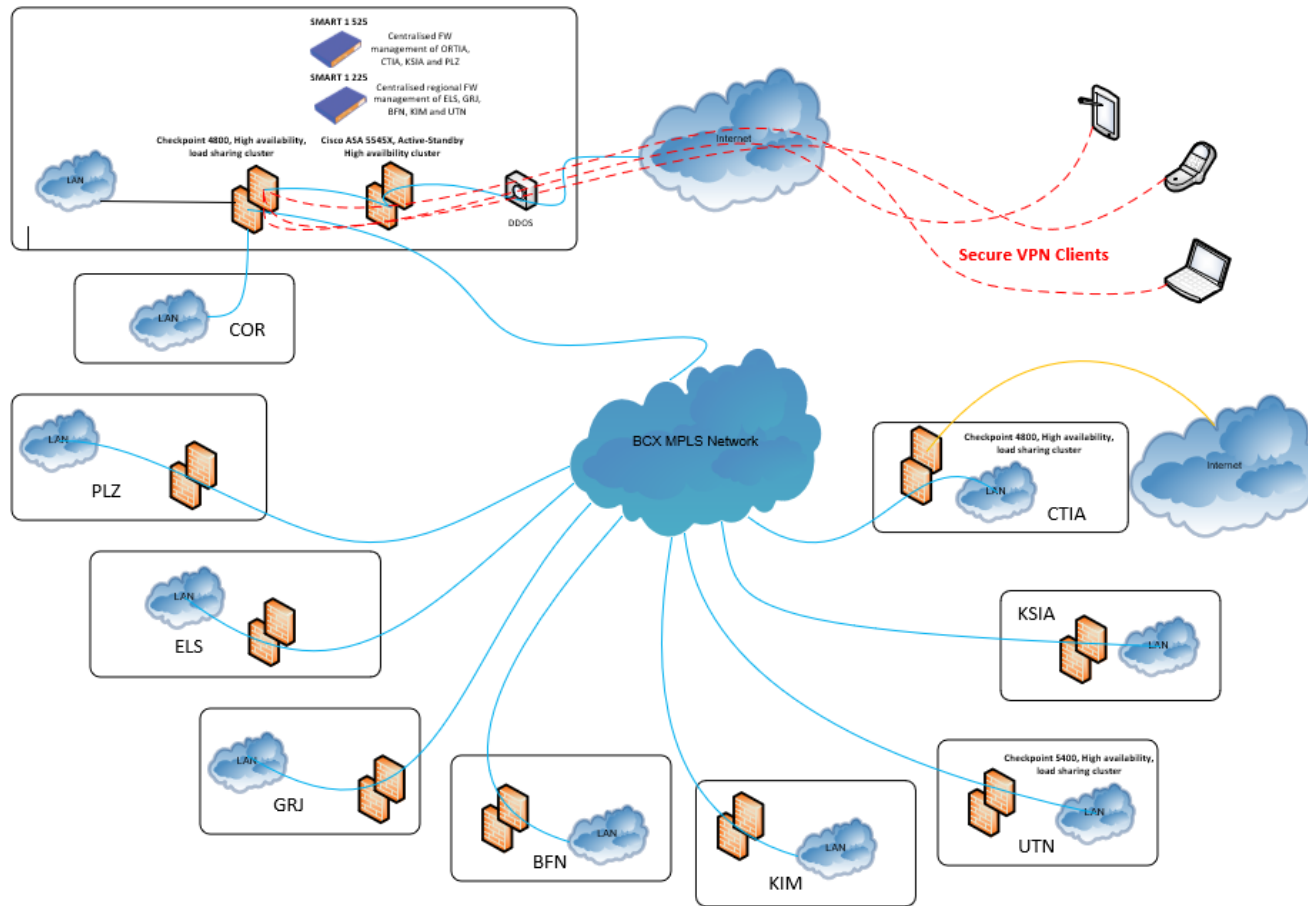 SMART 1 525
Centralised FW
management of ORTIA,
CTIA, KSIA and PLZ
SMART 1 225
Centralised regional FW
management of ELS, GRJ,
BFN, KIM and UTN
Checkpoint 4800, High availability,
load sharing cluster
Cisco ASA 5545X, Active-Standby
High availbility cluster
LAN
DDOS
Internet
Secure VPN Clients
LAN
COR
BCX MPLS Network
LAN
PLZ
Checkpoint 4800, High availability,
load sharing cluster
LAN
CTIA
Internet
LAN
ELS
KSIA
LAN
LAN
GRJ
LAN
BFN
LAN
KIM
Checkpoint 5400, High availability,
load sharing cluster
LAN
UTN